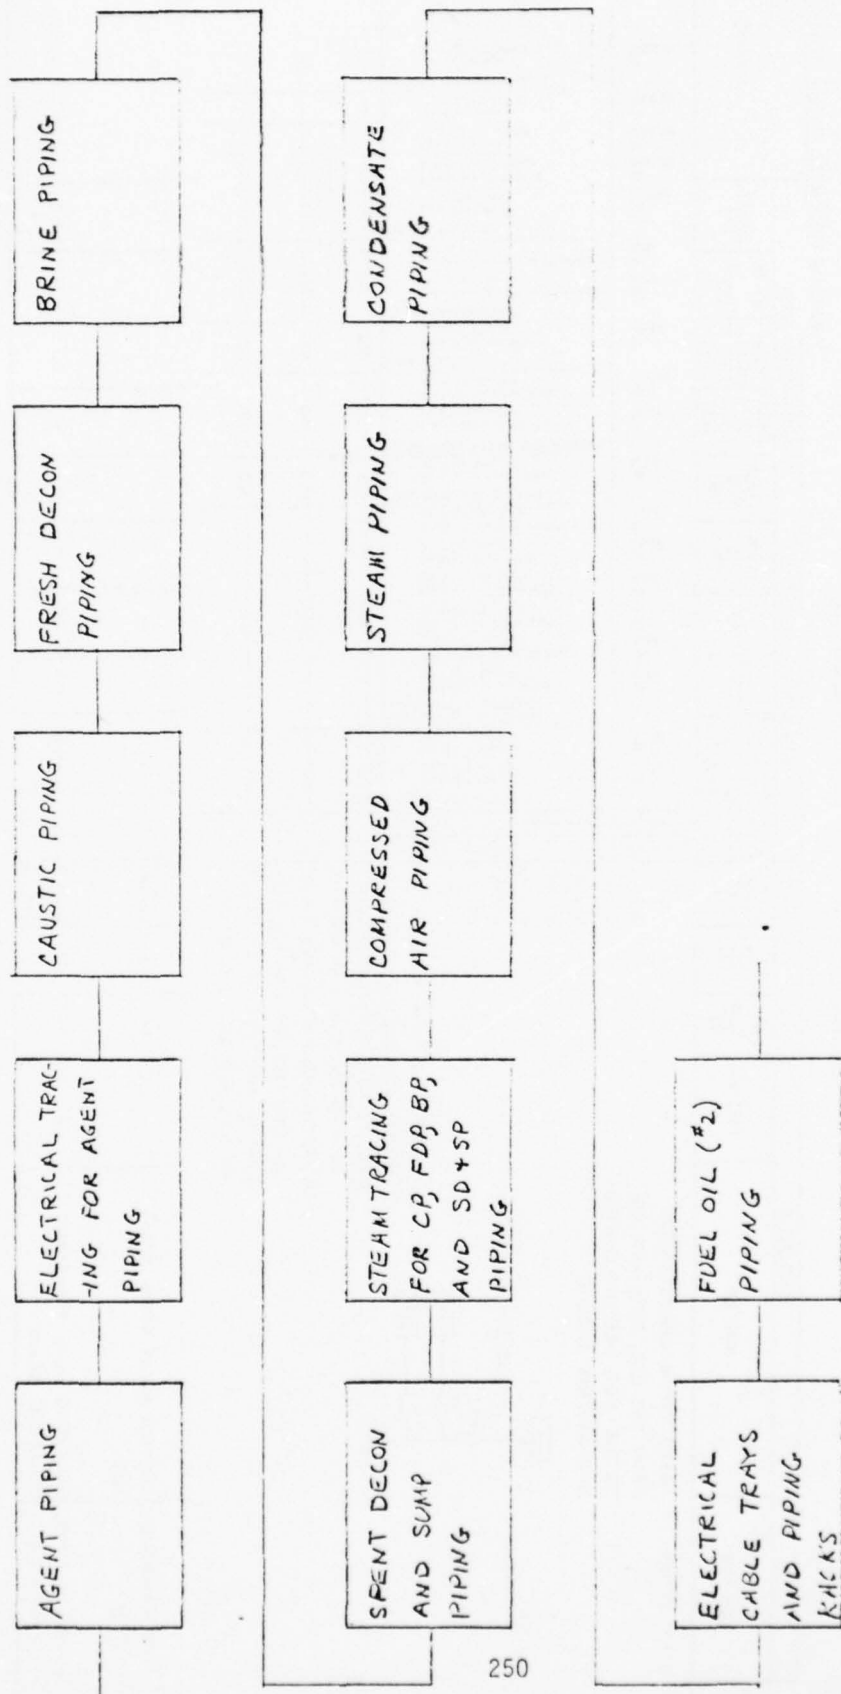 AGENT PIPING
ELECTRICAL TRAC-
-ING FOR AGENT
PIPING
CAUSTIC PIPING
FRESH DECON
PIPING
BRINE PIPING
SPENT DECON
AND SUMP
PIPING
STEAM TRACING
FOR CP, FDP, BP,
AND SD+SP
PIPING
COMPRESSED
AIR PIPING
STEAM PIPING
CONDENSATE
PIPING
ELECTRICAL
CABLE TRAYS
AND PIPING
RACKS
FUEL OIL (#2)
PIPING
250